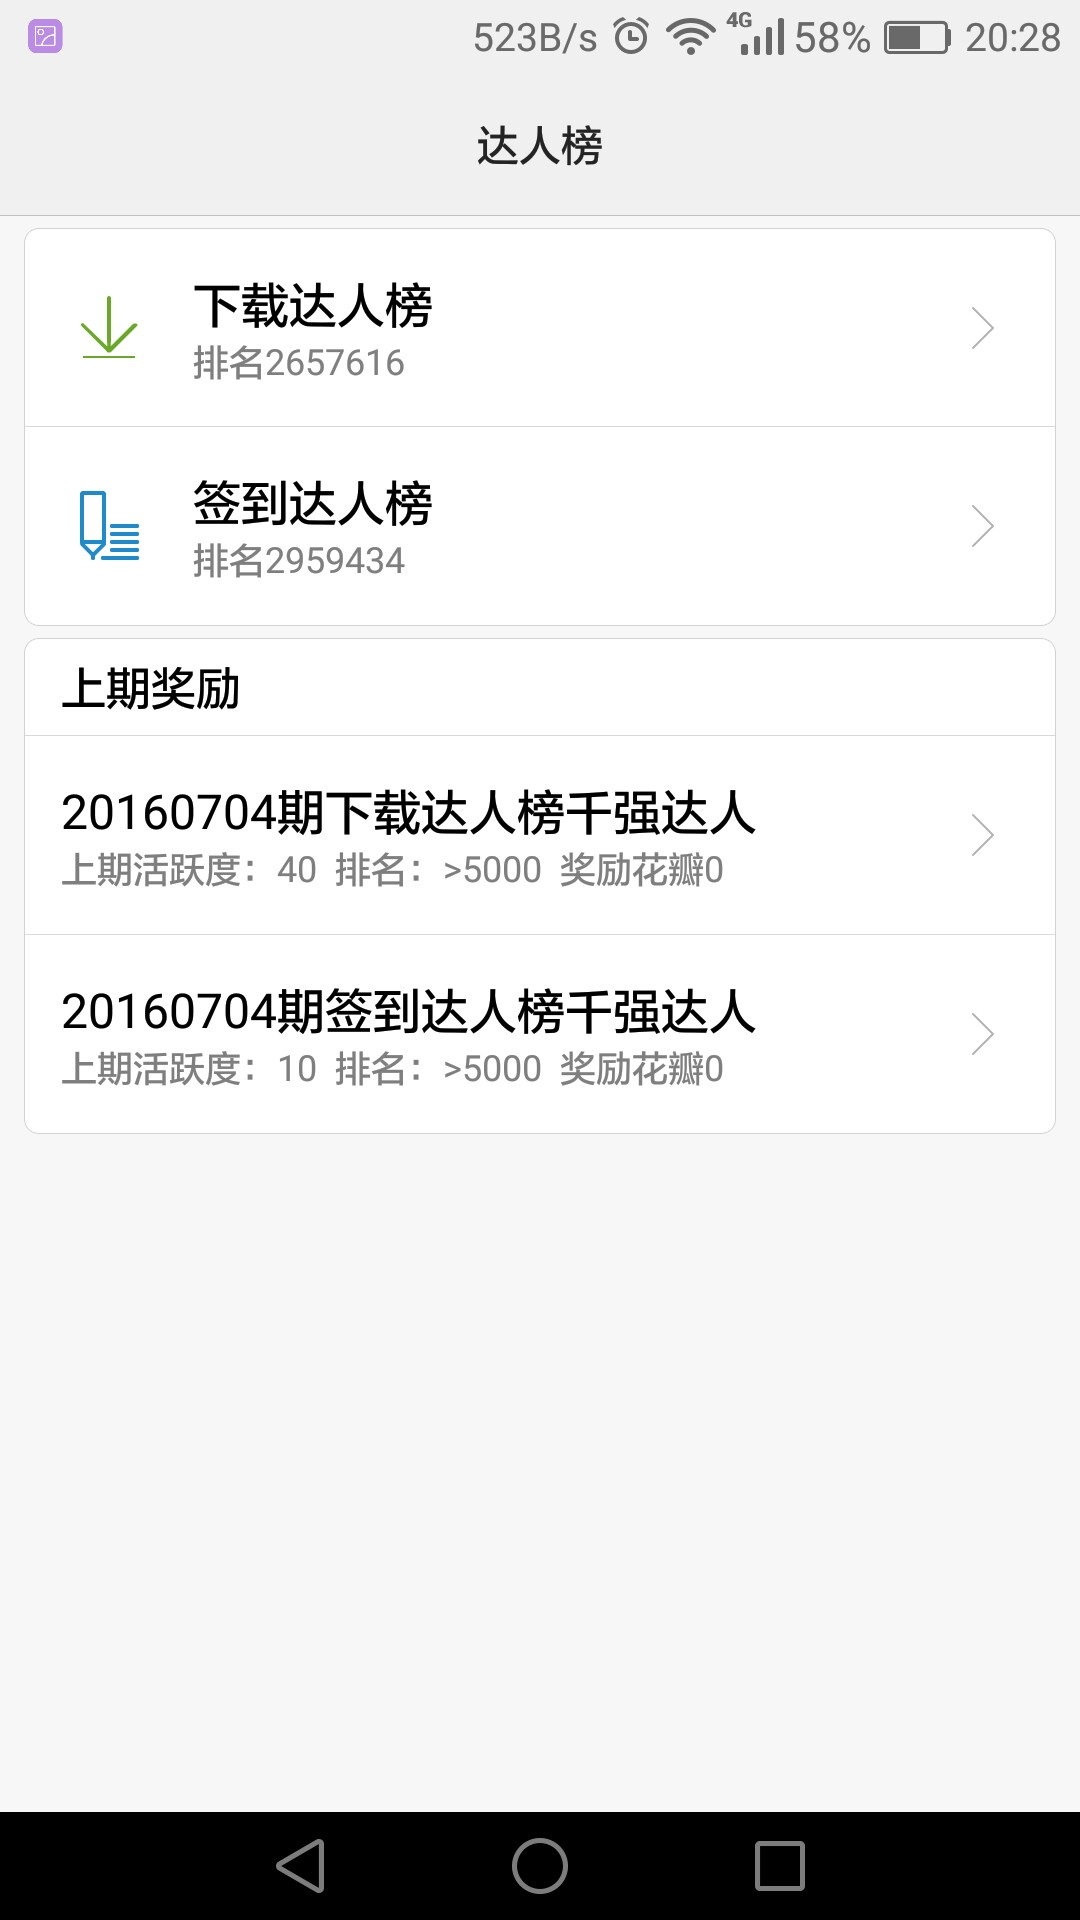 523B/s 4G 58% 20:28
达人榜
下载达人榜
排名2657616
签到达人榜
排名2959434
上期奖励
20160704期下载达人榜千强达人
上期活跃度：40 排名：>5000 奖励花瓣0
20160704期签到达人榜千强达人
上期活跃度：10 排名：>5000 奖励花瓣0